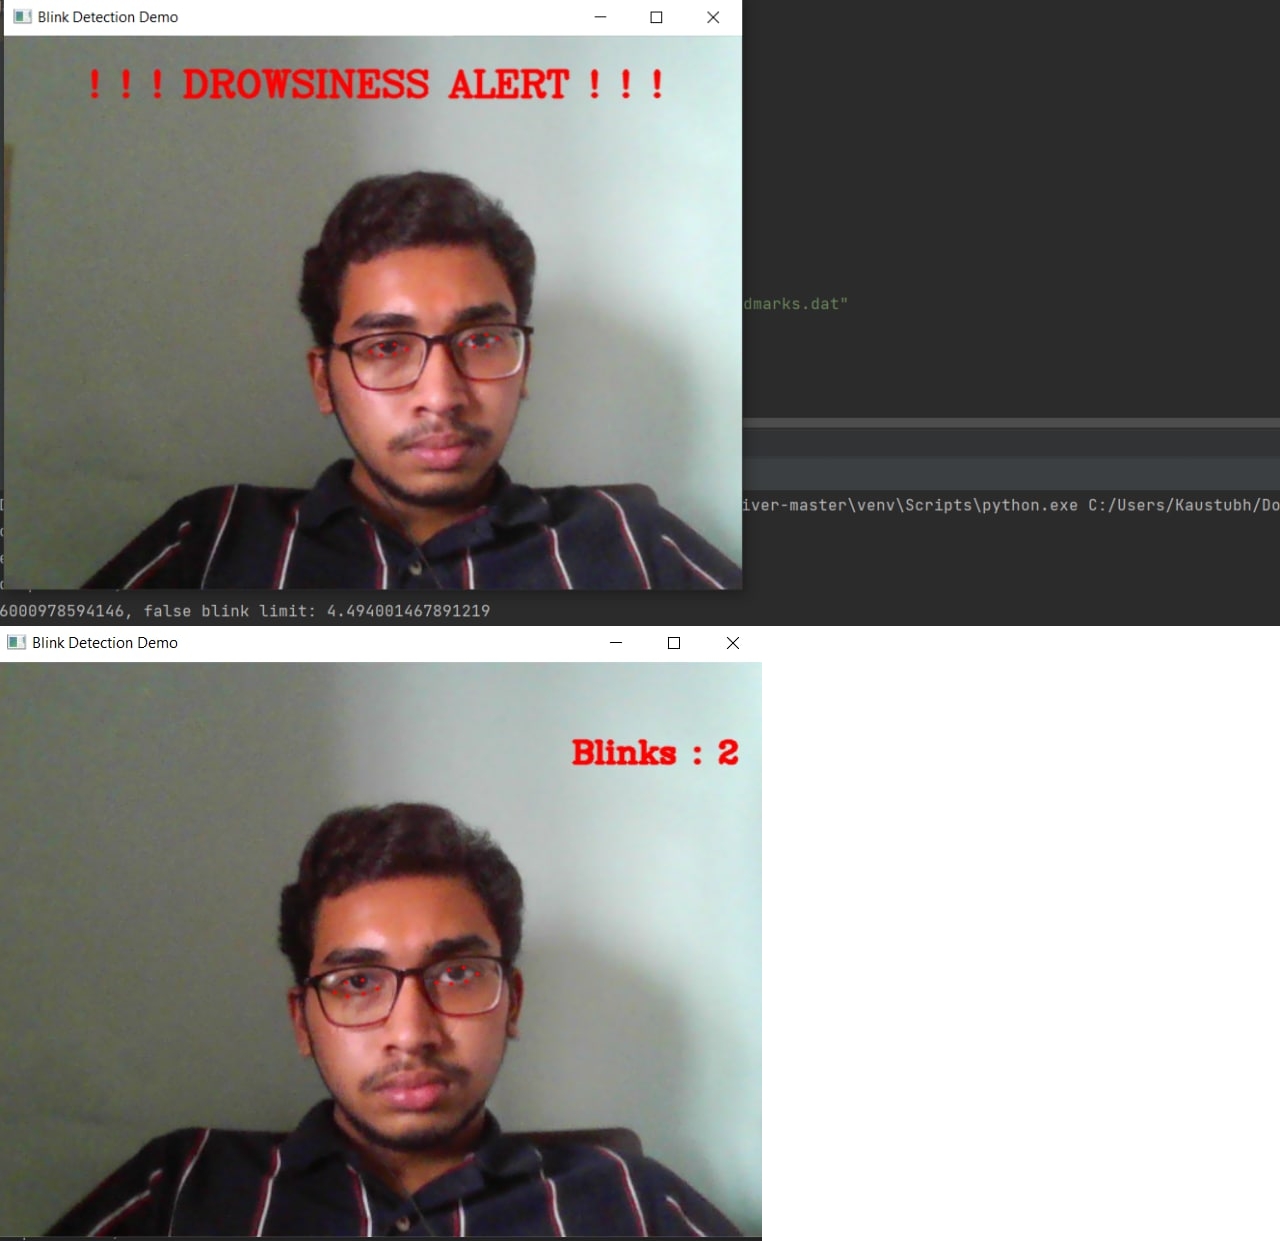 Blink Detection Demo
! ! ! DROWSINESS ALERT ! ! !
dmarks.dat"
iver-master\venv\Scripts\python.exe C:/Users/Kaustubh/Do
6000978594146, false blink limit: 4.494001467891219
Blink Detection Demo
Blinks : 2